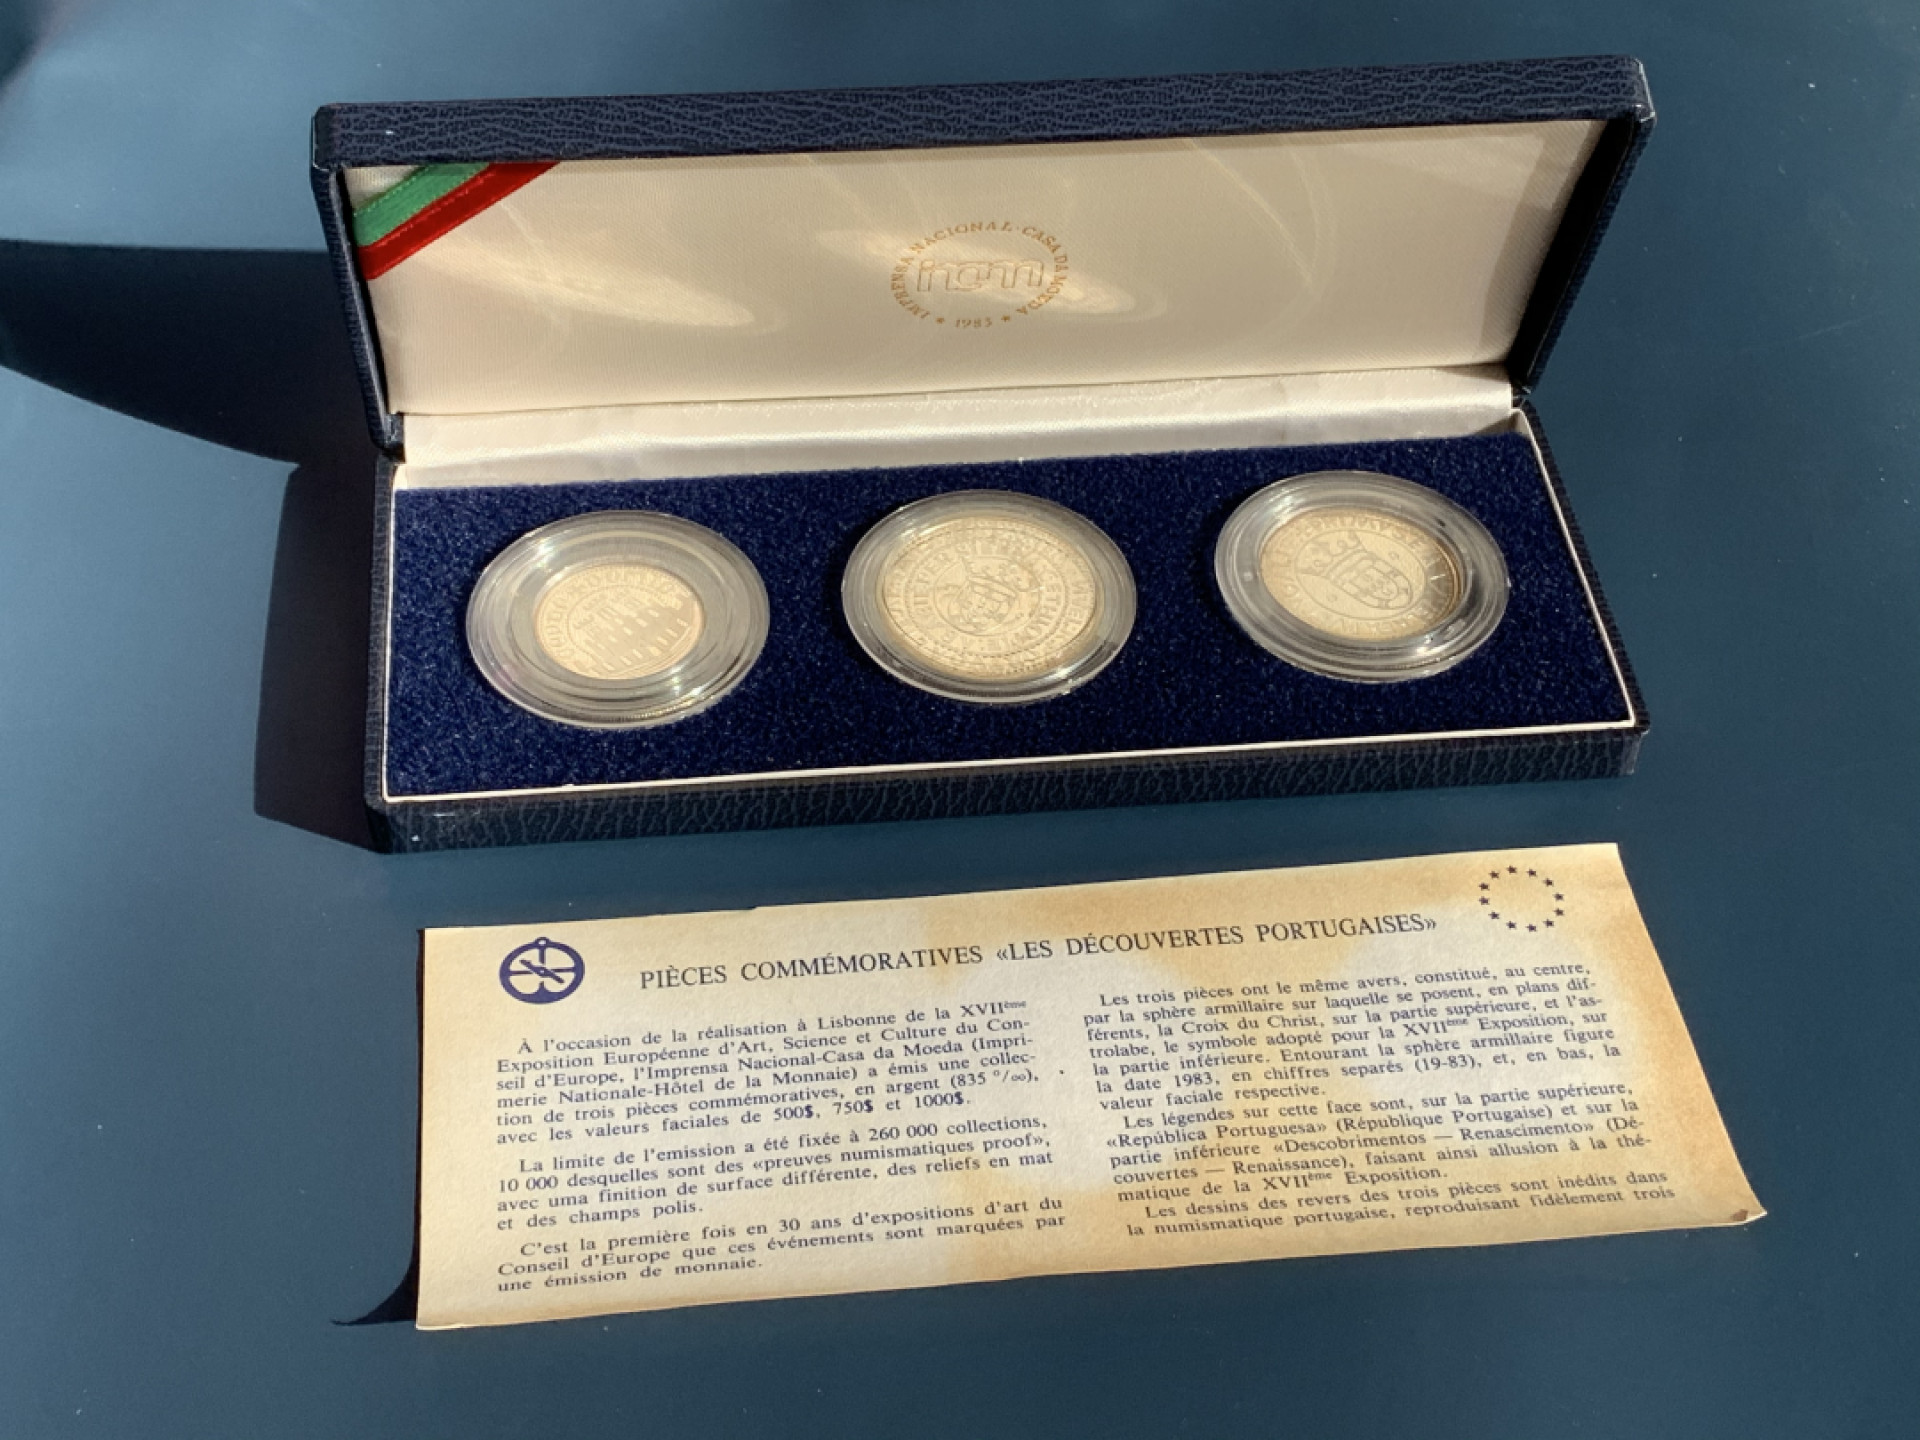 IMPRENSA NACIONAL-CASA DA MOEDA
incm
★ 1983 ★
PIÈCES COMMÉMORATIVES «LES DÉCOUVERTES PORTUGAISES»
À l'occasion de la réalisation à Lisbonne de la XVIIème
Exposition Européenne d'Art, Science et Culture du Con-
seil d'Europe, l'Imprensa Nacional-Casa da Moeda (Impri-
merie Nationale-Hôtel de la Monnaie) a émis une collec-
tion de trois pièces commémoratives, en argent (835 °/∞),
avec les valeurs faciales de 500$, 750$ et 1000$.
La limite de l'emission a été fixée à 260 000 collections,
10 000 desquelles sont des «preuves numismatiques proof»,
avec uma finition de surface différente, des reliefs en mat
et des champs polis.
C'est la première fois en 30 ans d'expositions d'art du
Conseil d'Europe que ces événements sont marquées par
une émission de monnaie.
Les trois pièces ont le même avers, constitué, au centre,
par la sphère armillaire sur laquelle se posent, en plans dif-
férents, la Croix du Christ, sur la partie supérieure, et l'as-
trolabe, le symbole adopté pour la XVIIème Exposition, sur
la partie inférieure. Entourant la sphère armillaire figure
la date 1983, en chiffres separés (19-83), et, en bas, la
valeur faciale respective.
Les légendes sur cette face sont, sur la partie supérieure,
«República Portuguesa» (République Portugaise) et sur la
partie inférieure «Descobrimentos — Renascimento» (Dé-
couvertes — Renaissance), faisant ainsi allusion à la thé-
matique de la XVIIème Exposition.
Les dessins des revers des trois pièces sont inédits dans
la numismatique portugaise, reproduisant fidèlement trois